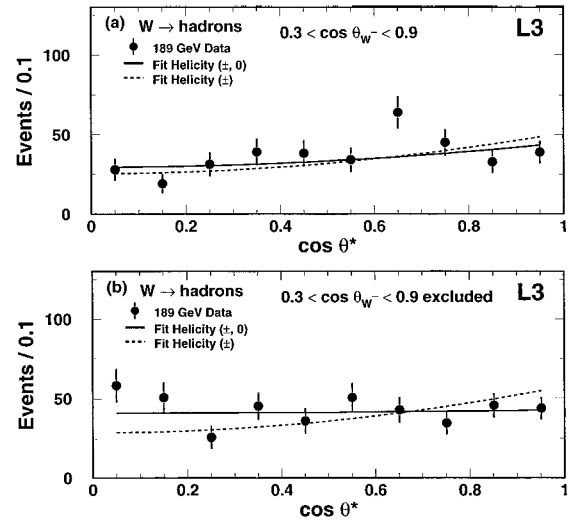 (a) W → hadrons L3
0.3 < cos θW⁻ < 0.9
189 GeV Data
Fit Helicity (±, 0)
Fit Helicity (±)
Events / 0.1
100
50
0
0 0.2 0.4 0.6 0.8 1
cos θ*
(b) W → hadrons L3
0.3 < cos θW⁻ < 0.9 excluded
189 GeV Data
Fit Helicity (±, 0)
Fit Helicity (±)
Events / 0.1
100
50
0
0 0.2 0.4 0.6 0.8 1
cos θ*